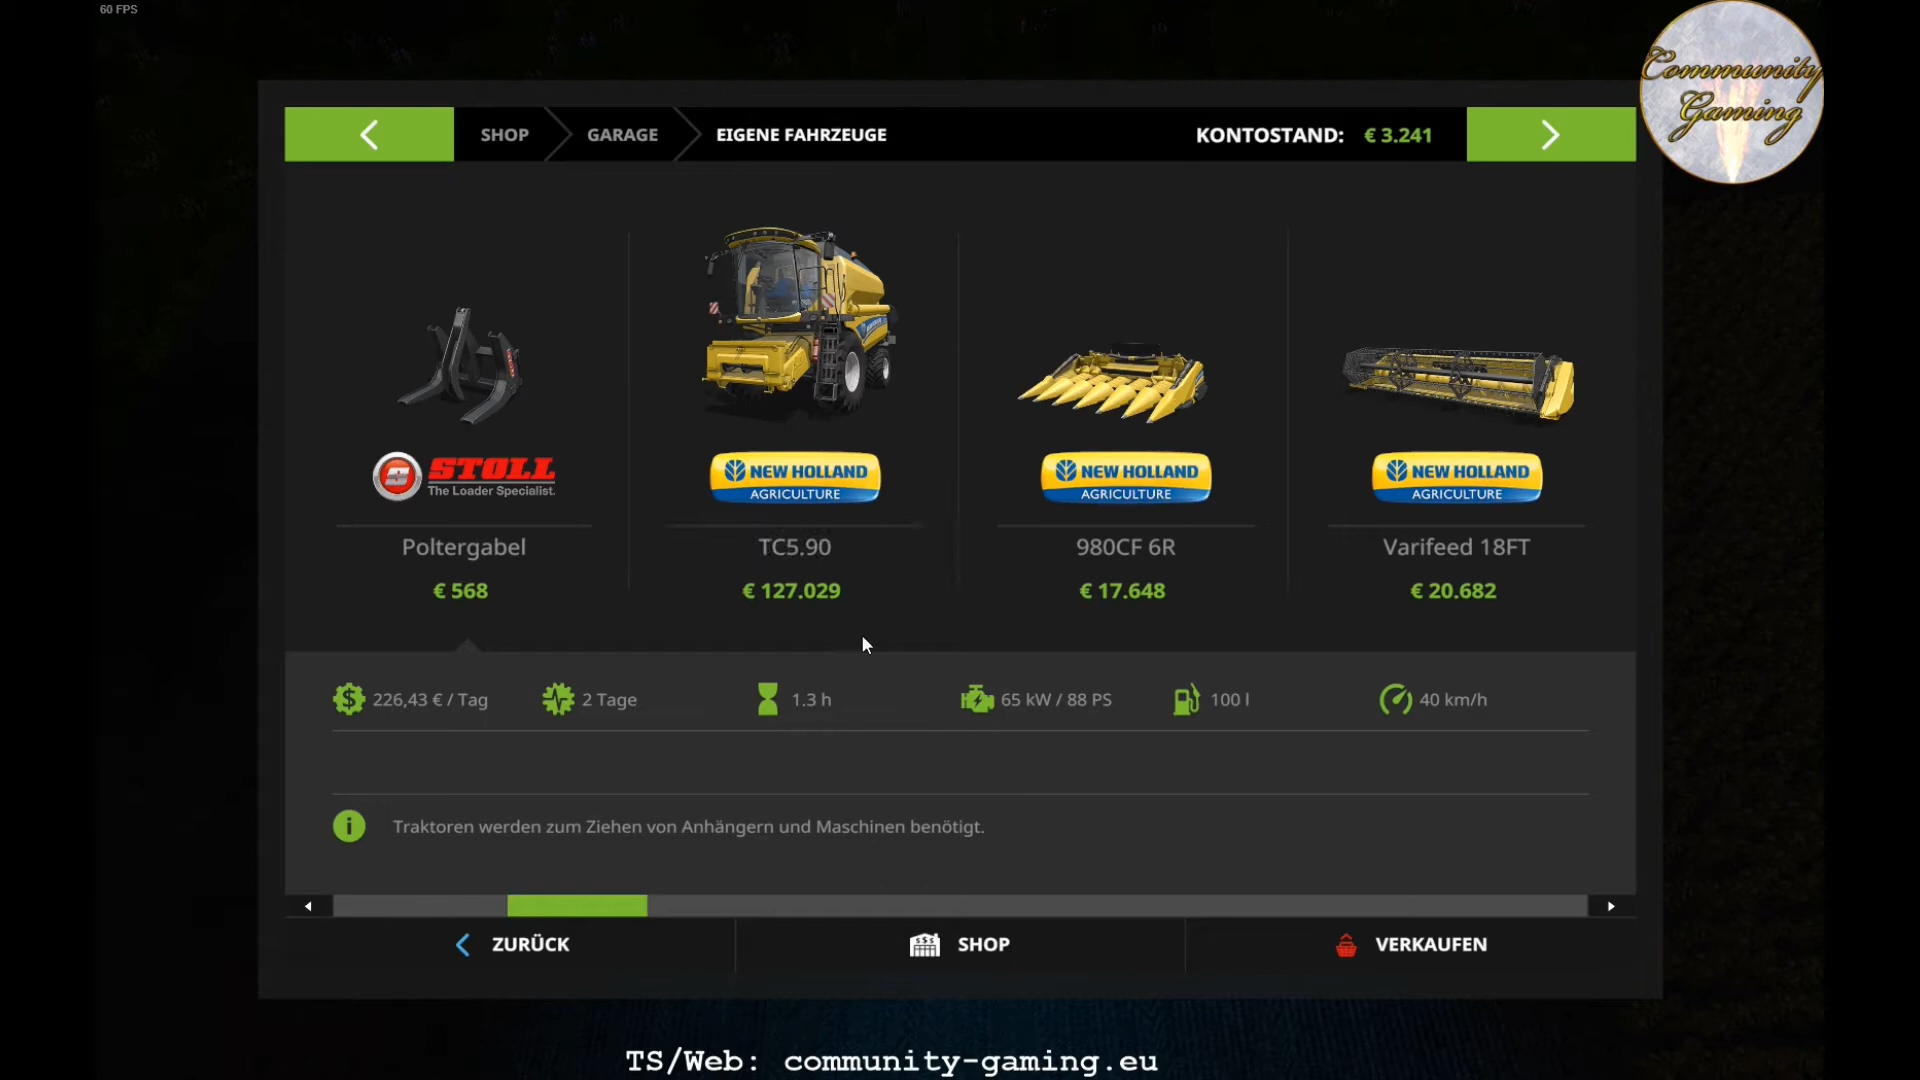 60 FPS
Community
Gaming
SHOP GARAGE EIGENE FAHRZEUGE KONTOSTAND: € 3.241
STOLL
The Loader Specialist.
NEW HOLLAND
AGRICULTURE
NEW HOLLAND
AGRICULTURE
NEW HOLLAND
AGRICULTURE
Poltergabel TC5.90 980CF 6R Varifeed 18FT
€ 568 € 127.029 € 17.648 € 20.682
226,43 € / Tag 2 Tage 1.3 h 65 kW / 88 PS 100 l 40 km/h
Traktoren werden zum Ziehen von Anhängern und Maschinen benötigt.
ZURÜCK SHOP VERKAUFEN
TS/Web: community-gaming.eu